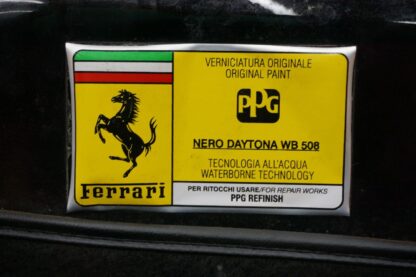 VERNICIATURA ORIGINALE
ORIGINAL PAINT
PPG
NERO DAYTONA WB 508
TECNOLOGIA ALL'ACQUA
WATERBORNE TECHNOLOGY
Ferrari
PER RITOCCHI USARE/FOR REPAIR WORKS
PPG REFINISH